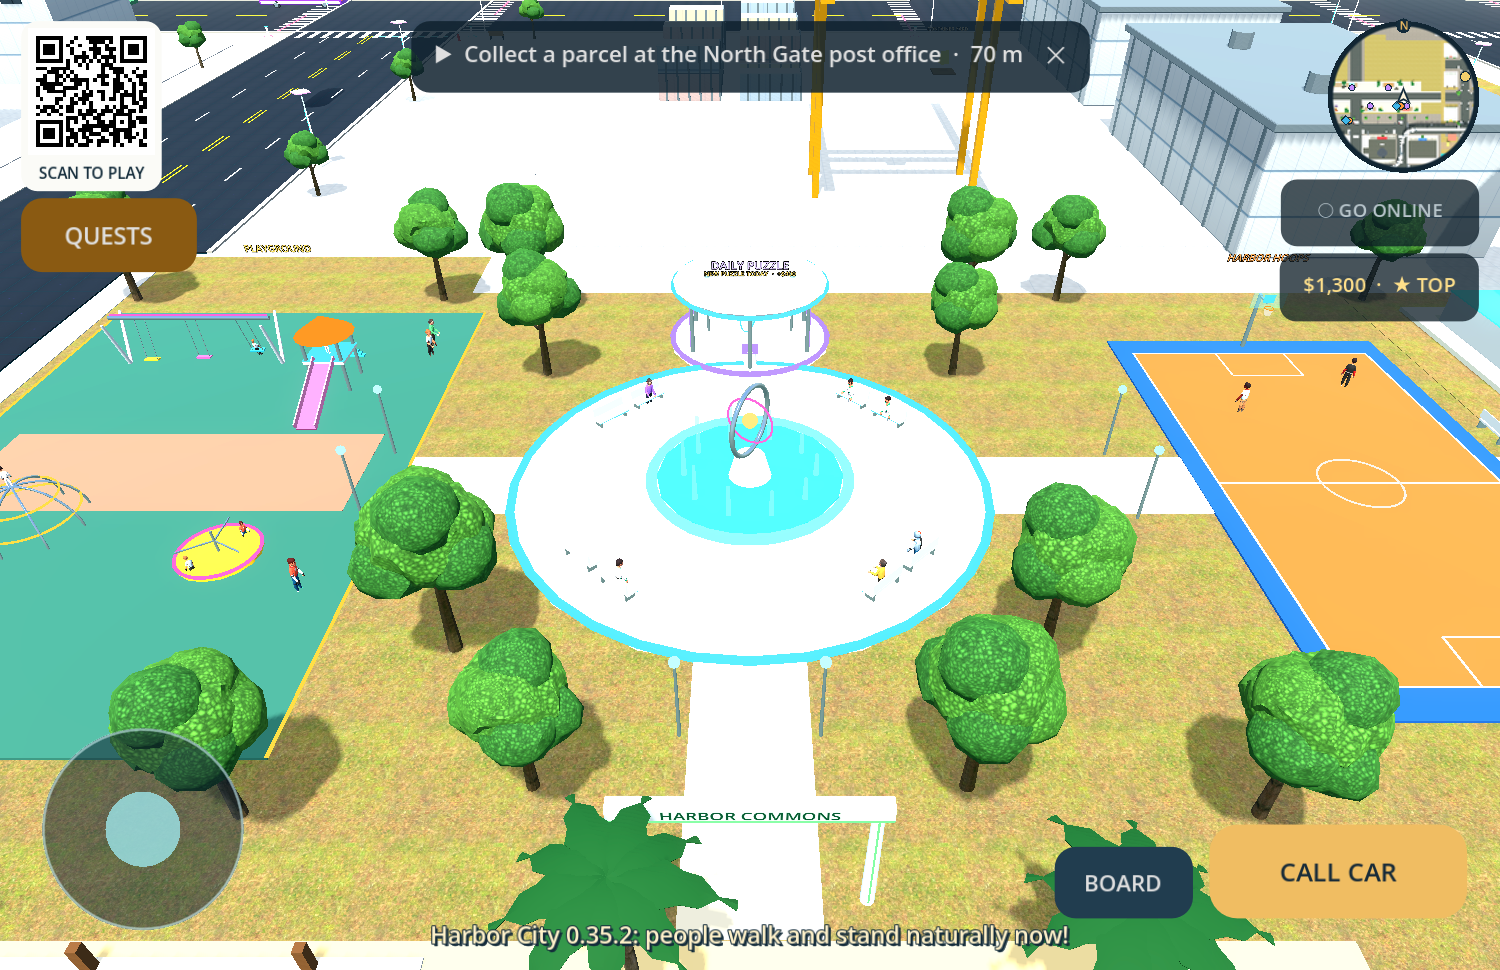 Collect a parcel at the North Gate post office · 70 m
N
SCAN TO PLAY
QUESTS
GO ONLINE
$1,300 · ★ TOP
DAILY PUZZLE
HARBOR COMMONS
BOARD
CALL CAR
Harbor City 0.35.2: people walk and stand naturally now!